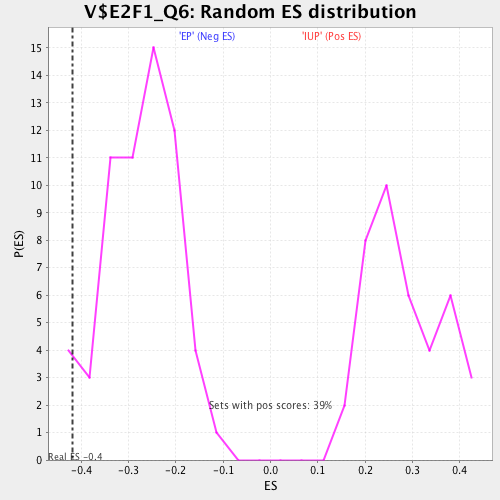 V$E2F1_Q6: Random ES distribution
'EP' (Neg ES) 'IUP' (Pos ES)
15
14
13
12
11
10
9
8
7
6
5
4
3
2
1
0
P(ES)
Sets with pos scores: 39%
Real ES -0.4
-0.4 -0.3 -0.2 -0.1 0.0 0.1 0.2 0.3 0.4
ES